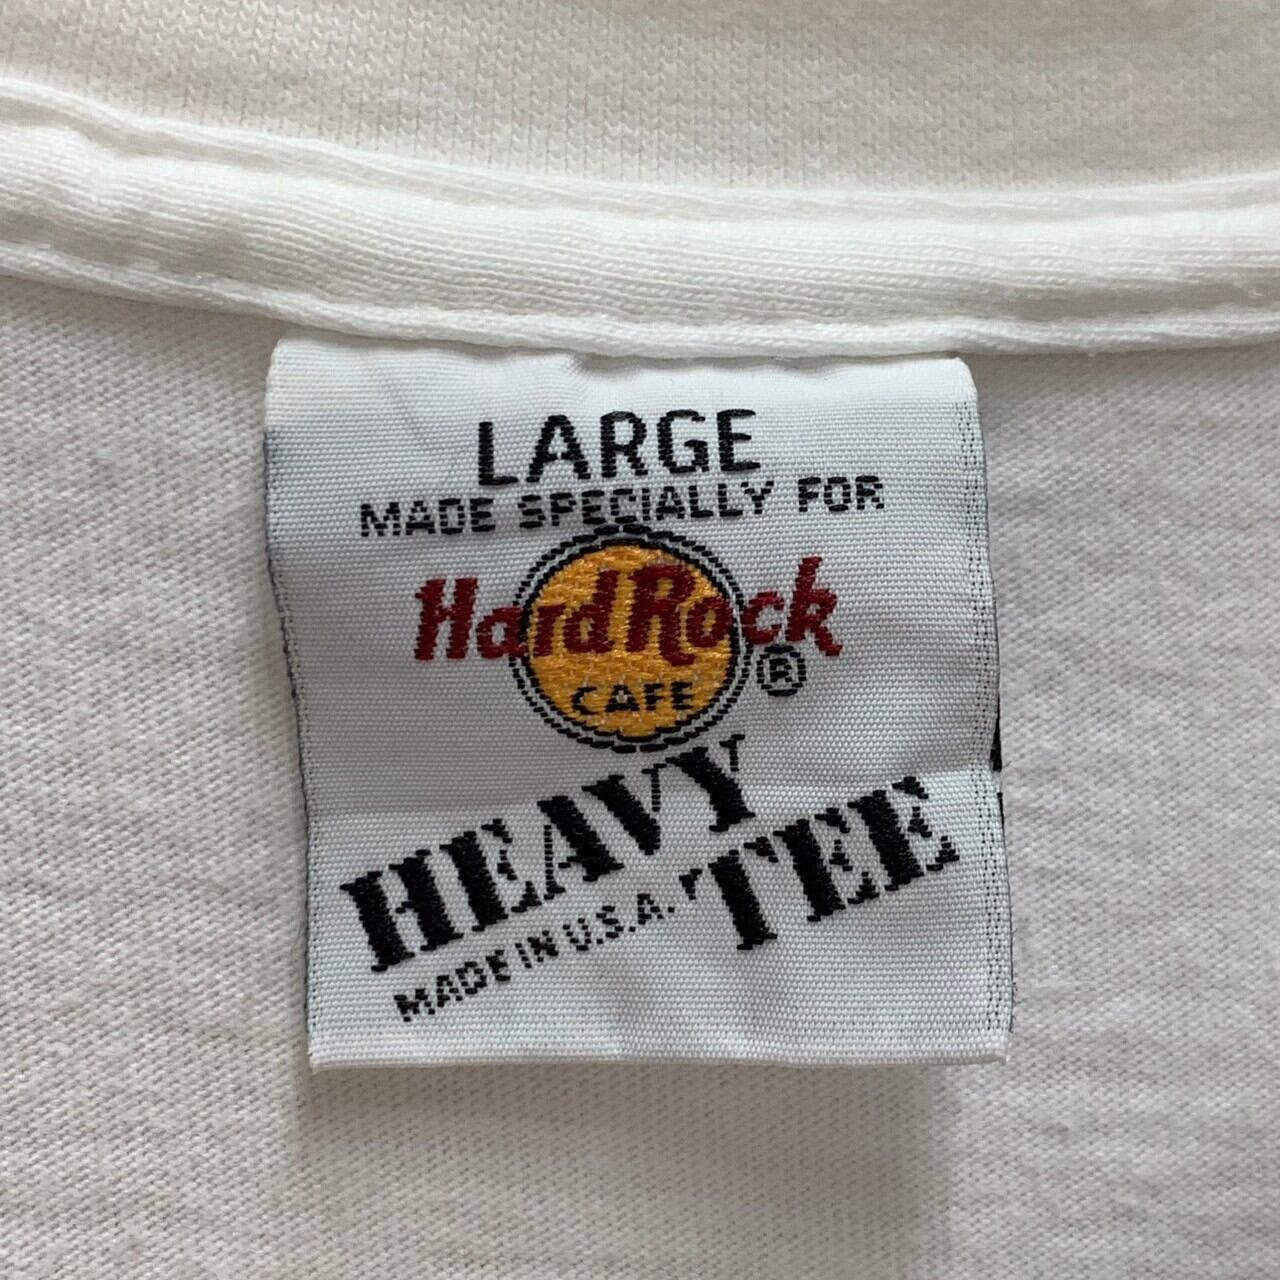 LARGE
MADE SPECIALLY FOR
Hard Rock
CAFE
®
HEAVY
TEE
MADE IN U.S.A.